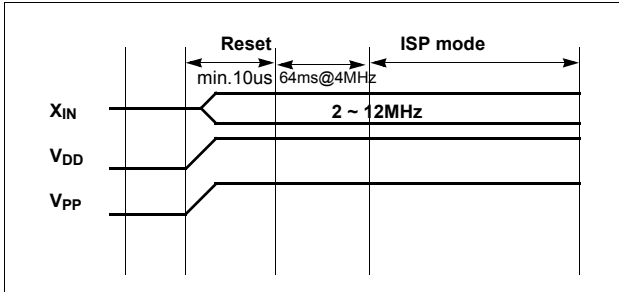 Reset ISP mode
min.10us 64ms@4MHz
XIN 2 ~ 12MHz
VDD
VPP